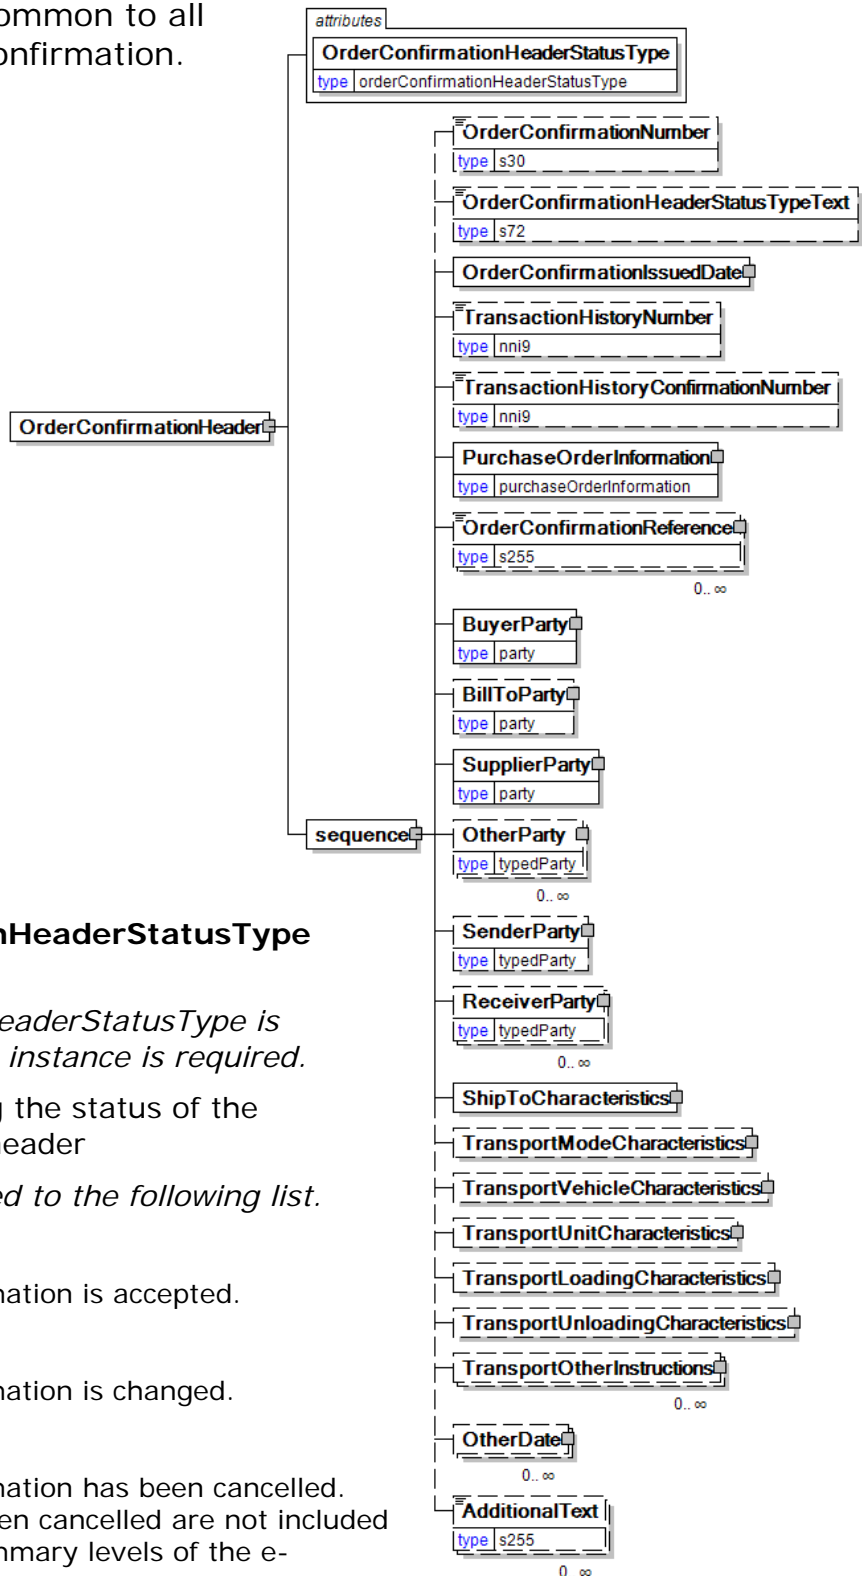 ommon to all
onfirmation.
attributes
OrderConfirmationHeaderStatusType
type orderConfirmationHeaderStatusType
OrderConfirmationNumber
type s30
OrderConfirmationHeaderStatusTypeText
type s72
OrderConfirmationIssuedDate
TransactionHistoryNumber
type nni9
TransactionHistoryConfirmationNumber
type nni9
OrderConfirmationHeader
PurchaseOrderInformation
type purchaseOrderInformation
OrderConfirmationReference
type s255
0..∞
BuyerParty
type party
BillToParty
type party
SupplierParty
type party
sequence
OtherParty
type typedParty
0..∞
nHeaderStatusType
SenderParty
type typedParty
eaderStatusType is
instance is required.
ReceiverParty
type typedParty
0..∞
g the status of the
header
ShipToCharacteristics
TransportModeCharacteristics
ed to the following list.
TransportVehicleCharacteristics
TransportUnitCharacteristics
nation is accepted.
TransportLoadingCharacteristics
TransportUnloadingCharacteristics
TransportOtherInstructions
0..∞
nation is changed.
OtherDate
0..∞
nation has been cancelled.
en cancelled are not included
nmary levels of the e-
AdditionalText
type s255
0..∞